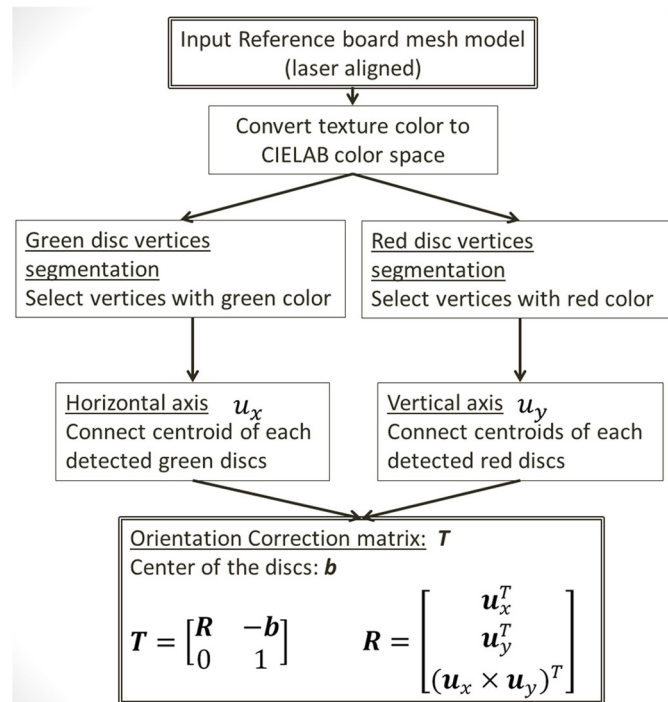 Input Reference board mesh model
(laser aligned)
Convert texture color to
CIELAB color space
Green disc vertices
segmentation
Select vertices with green color
Red disc vertices
segmentation
Select vertices with red color
Horizontal axis u_x
Connect centroid of each
detected green discs
Vertical axis u_y
Connect centroids of each
detected red discs
Orientation Correction matrix: T
Center of the discs: b
T = [R −b; 0 1] R = [u_x^T; u_y^T; (u_x × u_y)^T]